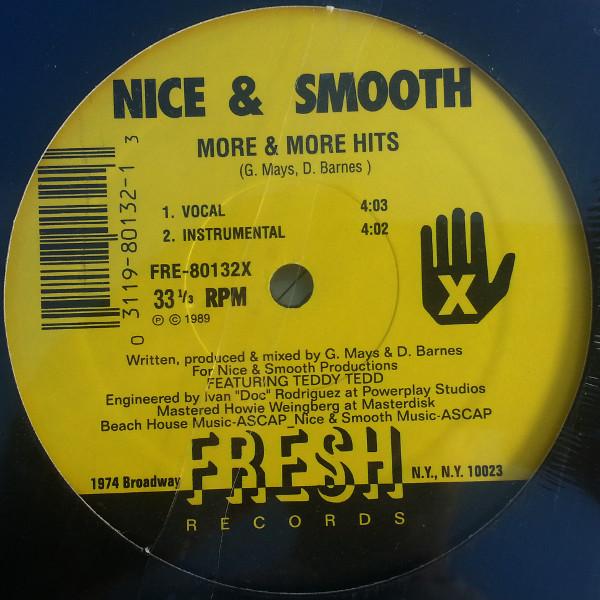 NICE & SMOOTH
MORE & MORE HITS
(G. Mays, D. Barnes )
1. VOCAL 4:03
2. INSTRUMENTAL 4:02
FRE-80132X
33 1/3 RPM
℗ © 1989
X
0 3119-80132-1 3
Written, produced & mixed by G. Mays & D. Barnes
For Nice & Smooth Productions
FEATURING TEDDY TEDD
Engineered by Ivan "Doc" Rodriguez at Powerplay Studios
Mastered Howie Weingberg at Masterdisk
Beach House Music-ASCAP Nice & Smooth Music-ASCAP
1974 Broadway FRESH N.Y., N.Y. 10023
RECORDS